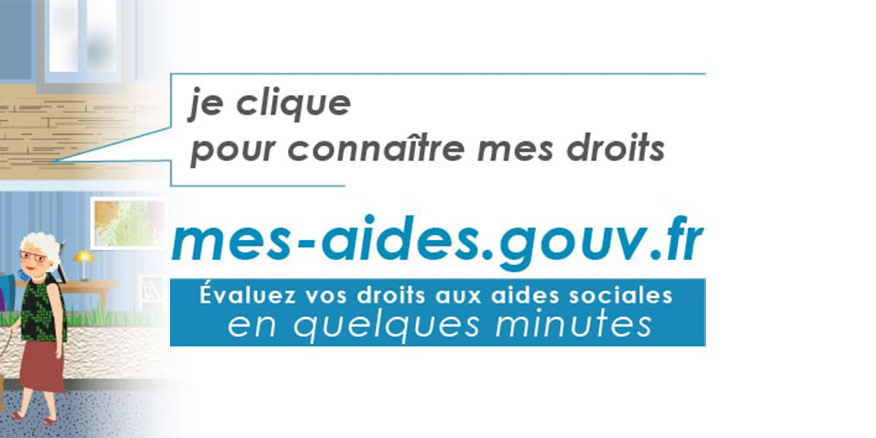 je clique
pour connaître mes droits
mes-aides.gouv.fr
Évaluez vos droits aux aides sociales
en quelques minutes